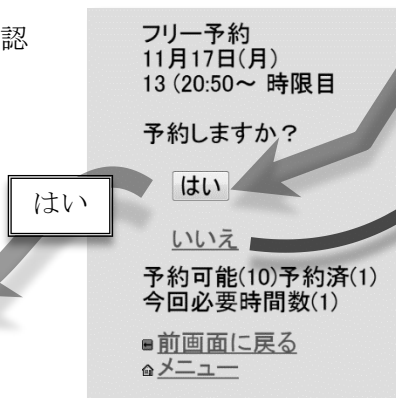 認
フリー予約
11月17日(月)
13 (20:50～ 時限目
予約しますか？
はい
はい
いいえ
予約可能(10)予約済(1)
今回必要時間数(1)
前画面に戻る
メニュー